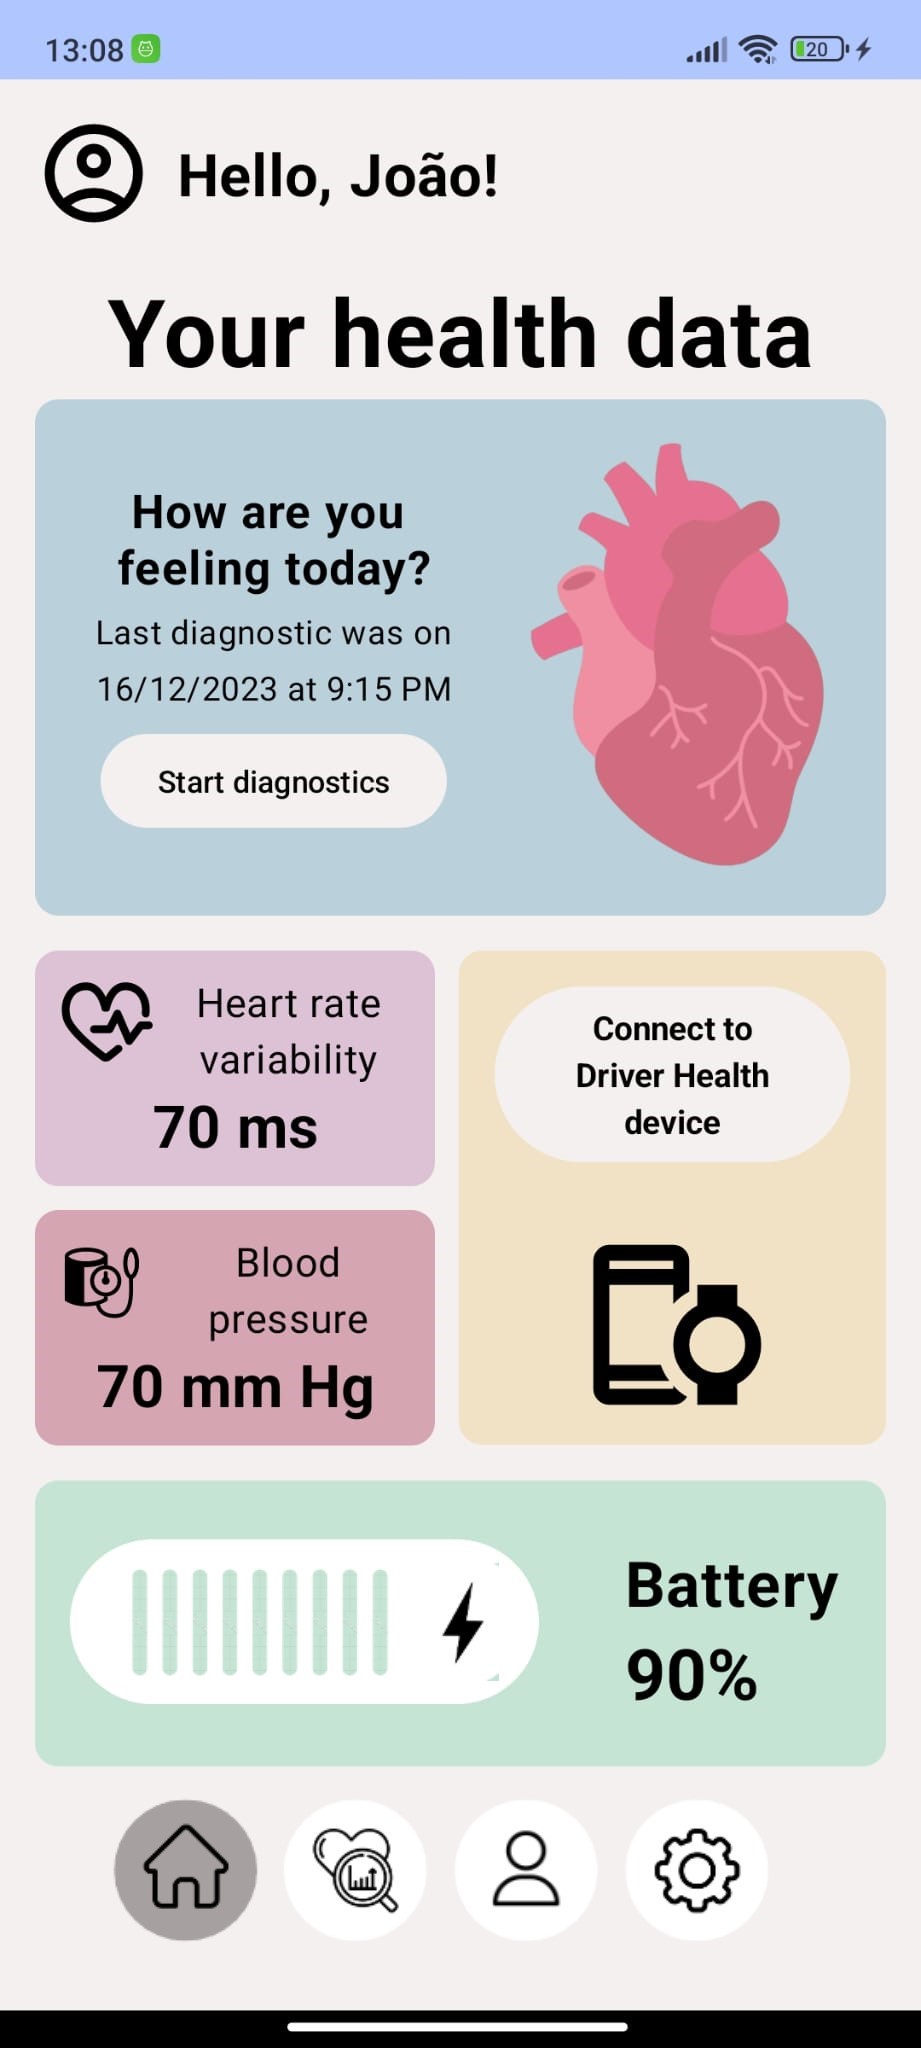 13:08
20
Hello, João!
Your health data
How are you
feeling today?
Last diagnostic was on
16/12/2023 at 9:15 PM
Start diagnostics
Heart rate
variability
70 ms
Connect to
Driver Health
device
Blood
pressure
70 mm Hg
Battery
90%